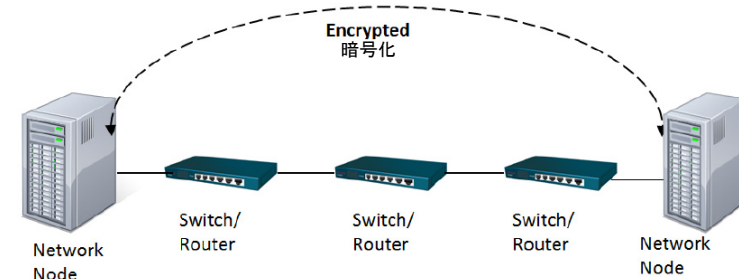 Encrypted
暗号化
Switch/
Router
Switch/
Router
Switch/
Router
Network
Node
Network
Node